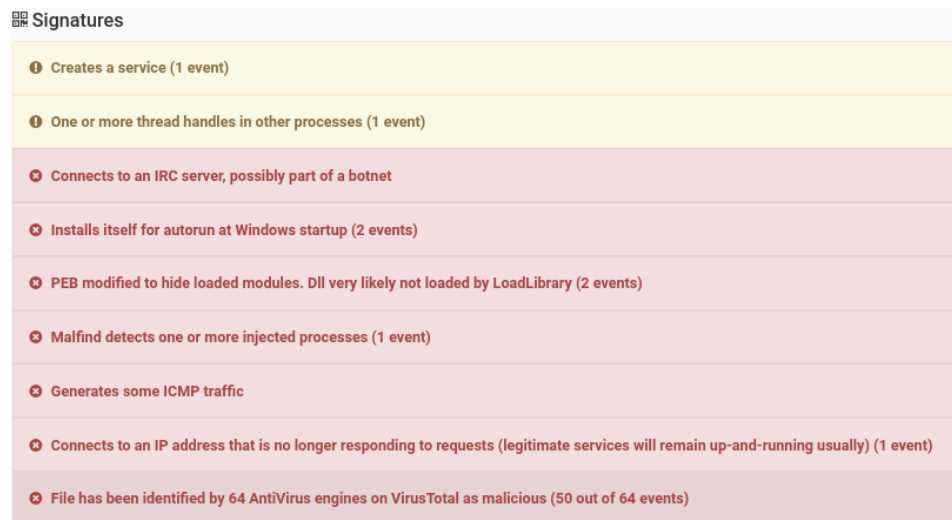 Signatures
Creates a service (1 event)
One or more thread handles in other processes (1 event)
Connects to an IRC server, possibly part of a botnet
Installs itself for autorun at Windows startup (2 events)
PEB modified to hide loaded modules. Dll very likely not loaded by LoadLibrary (2 events)
Malfind detects one or more injected processes (1 event)
Generates some ICMP traffic
Connects to an IP address that is no longer responding to requests (legitimate services will remain up-and-running usually) (1 event)
File has been identified by 64 AntiVirus engines on VirusTotal as malicious (50 out of 64 events)